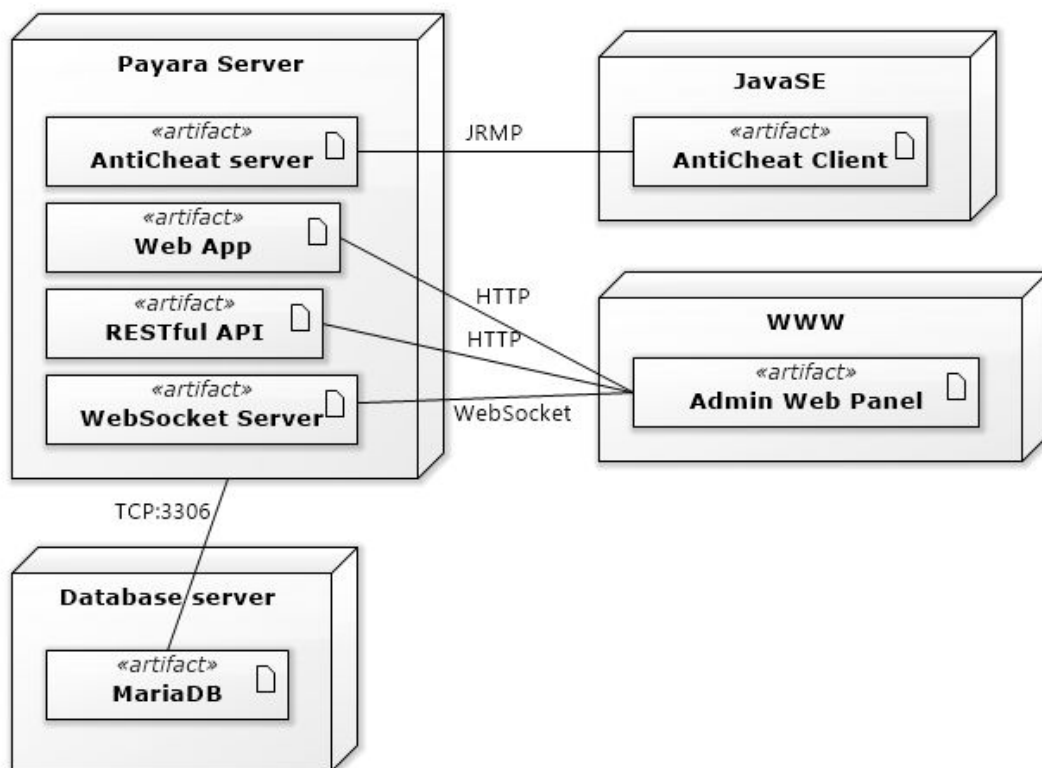 Payara Server
«artifact»
AntiCheat server
«artifact»
Web App
«artifact»
RESTful API
«artifact»
WebSocket Server
JRMP
HTTP
HTTP
WebSocket
JavaSE
«artifact»
AntiCheat Client
WWW
«artifact»
Admin Web Panel
TCP:3306
Database server
«artifact»
MariaDB